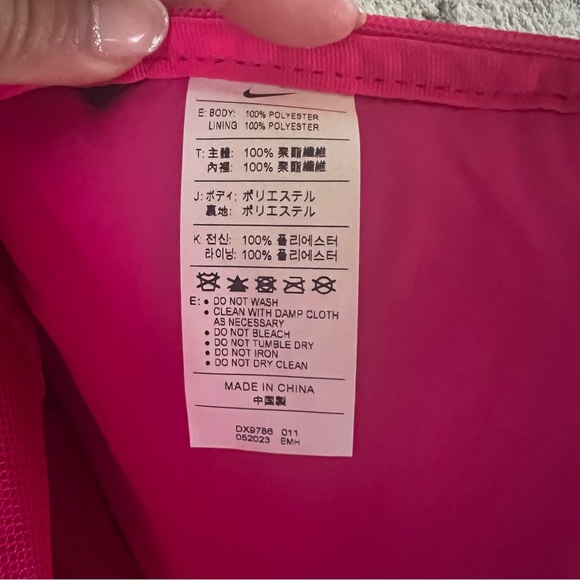 E: BODY: 100% POLYESTER
LINING 100% POLYESTER
T: 主體: 100% 聚酯纖維
內裡: 100% 聚酯纖維
J: ボディ: ポリエステル
裏地: ポリエステル
K: 전신: 100% 폴리에스터
라이닝: 100% 폴리에스터
E: • DO NOT WASH
• CLEAN WITH DAMP CLOTH
AS NECESSARY
• DO NOT BLEACH
• DO NOT TUMBLE DRY
• DO NOT IRON
• DO NOT DRY CLEAN
MADE IN CHINA
中国製
DX9786 011
052023 EMH